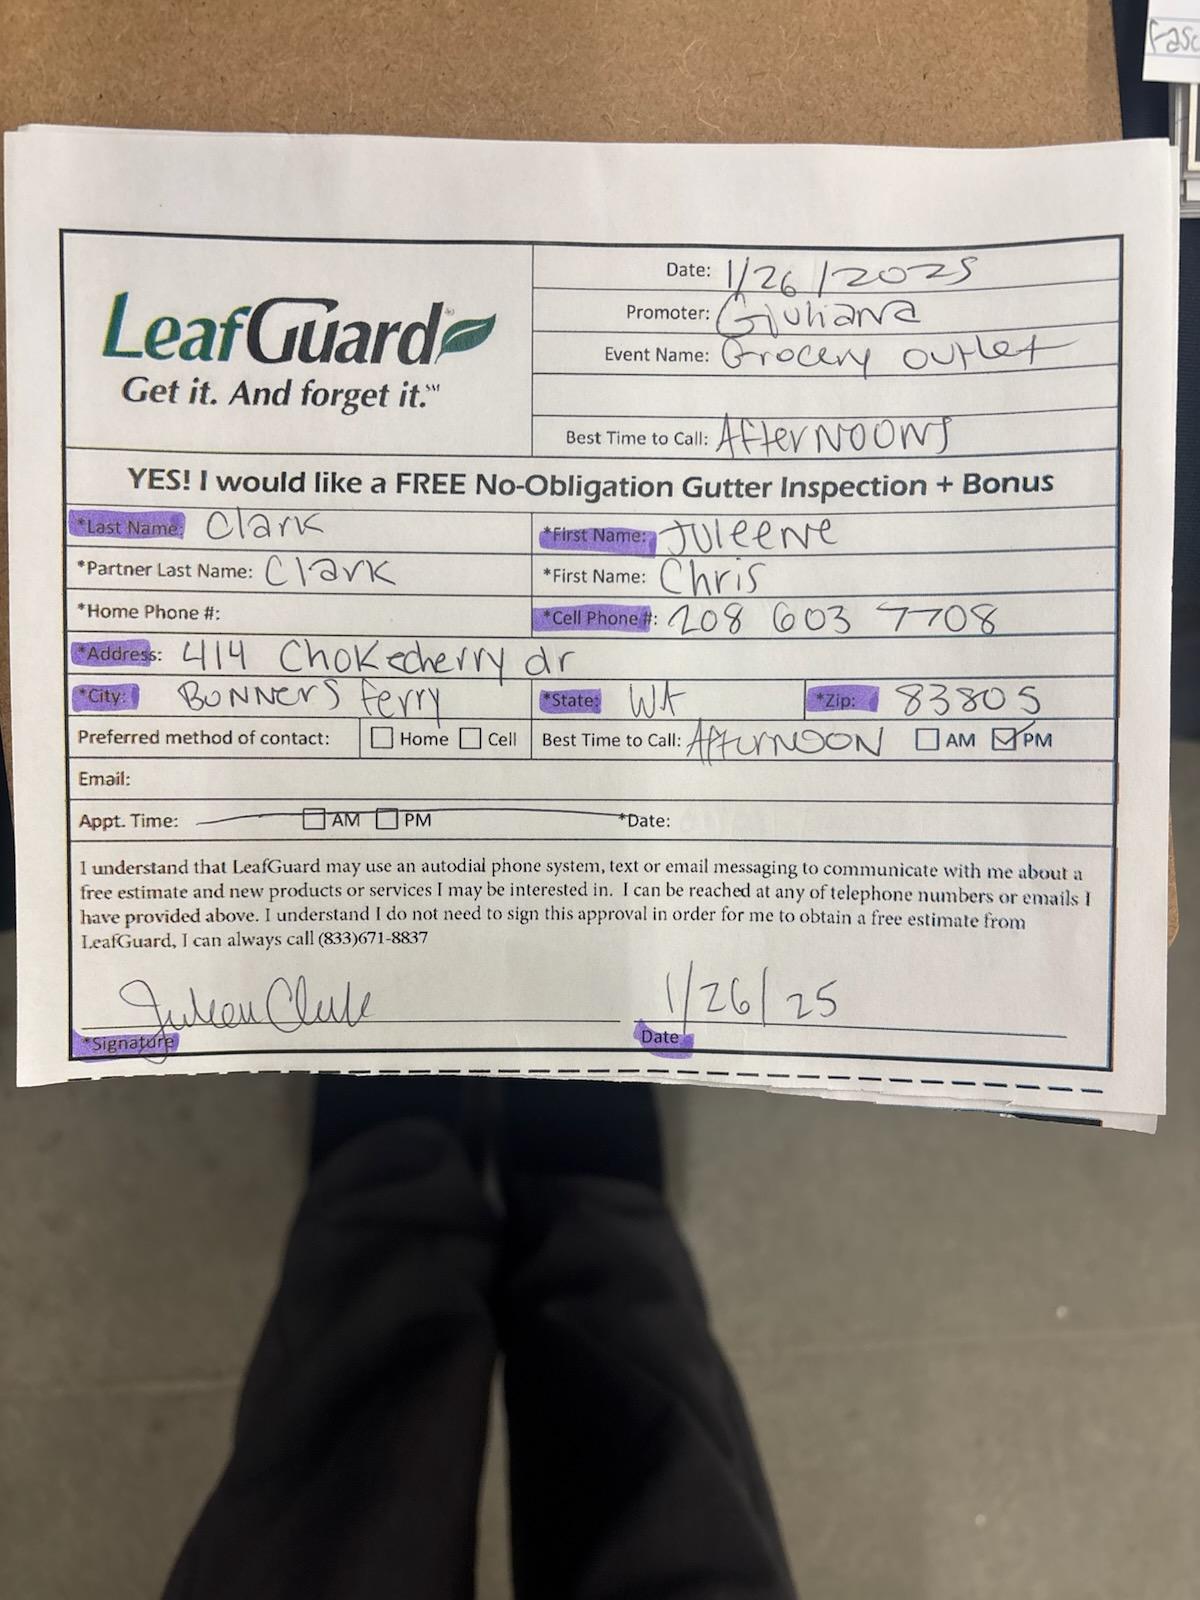 Fasc
LeafGuard®
Get it. And forget it.℠
Date: 1/26/2025
Promoter: Giuliana
Event Name: Grocery outlet
Best Time to Call: AfterNOONS
YES! I would like a FREE No-Obligation Gutter Inspection + Bonus
*Last Name: Clark *First Name: Juleene
*Partner Last Name: Clark *First Name: Chris
*Home Phone #: *Cell Phone #: 208 603 7708
*Address: 414 Chokecherry dr
*City: BONNERS ferry *State: WA *Zip: 83805
Preferred method of contact: Home Cell Best Time to Call: AfterNOON AM PM
Email:
Appt. Time: AM PM *Date:
I understand that LeafGuard may use an autodial phone system, text or email messaging to communicate with me about a
free estimate and new products or services I may be interested in. I can be reached at any of telephone numbers or emails I
have provided above. I understand I do not need to sign this approval in order for me to obtain a free estimate from
LeafGuard, I can always call (833)671-8837
Juleen Clark 1/26/25
*Signature Date